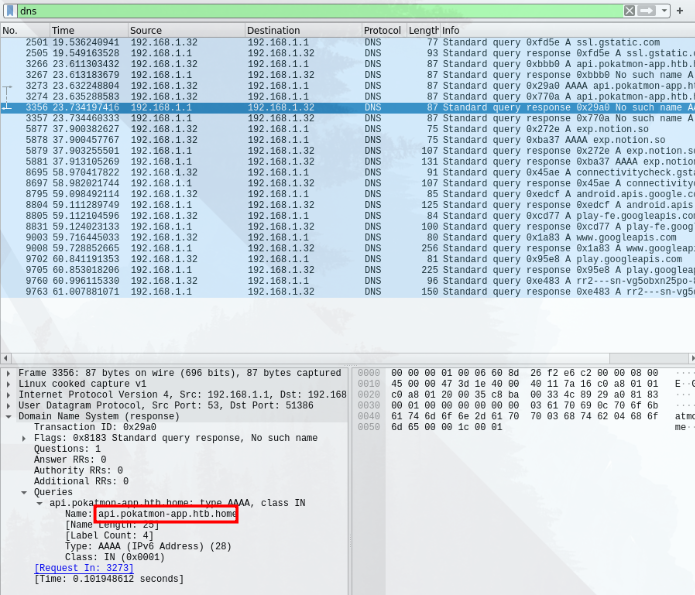 dns
No. Time Source Destination Protocol Length Info
2501 19.536240941 192.168.1.32 192.168.1.1 DNS 77 Standard query 0xfd5e A ssl.gstatic.com
2505 19.549163528 192.168.1.1 192.168.1.32 DNS 93 Standard query response 0xfd5e A ssl.gstati
3266 23.611303432 192.168.1.32 192.168.1.1 DNS 87 Standard query 0xbbb0 A api.pokatmon-app.htb.h
3267 23.613183679 192.168.1.1 192.168.1.32 DNS 87 Standard query response 0xbbb0 No such name A
3273 23.632248804 192.168.1.32 192.168.1.1 DNS 87 Standard query 0x29a0 AAAA api.pokatmon-app.ht
3274 23.635288583 192.168.1.32 192.168.1.1 DNS 87 Standard query 0x770a A api.pokatmon-app.htb.h
3356 23.734197416 192.168.1.1 192.168.1.32 DNS 87 Standard query response 0x29a0 No such name AA
3357 23.734460333 192.168.1.1 192.168.1.32 DNS 87 Standard query response 0x770a No such name A
5877 37.900382627 192.168.1.32 192.168.1.1 DNS 75 Standard query 0x272e A exp.notion.so
5878 37.900457767 192.168.1.32 192.168.1.1 DNS 75 Standard query 0xba37 AAAA exp.notion.so
5879 37.903255501 192.168.1.1 192.168.1.32 DNS 107 Standard query response 0x272e A exp.notion.s
5881 37.913105269 192.168.1.1 192.168.1.32 DNS 131 Standard query response 0xba37 AAAA exp.notio
8695 58.970417822 192.168.1.32 192.168.1.1 DNS 91 Standard query 0x45ae A connectivitycheck.gsta
8697 58.982021744 192.168.1.1 192.168.1.32 DNS 107 Standard query response 0x45ae A connectivityc
8795 59.098492114 192.168.1.32 192.168.1.1 DNS 85 Standard query 0xedcf A android.apis.google.co
8804 59.111289749 192.168.1.1 192.168.1.32 DNS 125 Standard query response 0xedcf A android.apis.
8805 59.112104596 192.168.1.32 192.168.1.1 DNS 84 Standard query 0xcd77 A play-fe.googleapis.com
8831 59.124023133 192.168.1.1 192.168.1.32 DNS 100 Standard query response 0xcd77 A play-fe.googl
9003 59.716445033 192.168.1.32 192.168.1.1 DNS 80 Standard query 0x1a83 A www.googleapis.com
9008 59.728852665 192.168.1.1 192.168.1.32 DNS 256 Standard query response 0x1a83 A www.googleapi
9702 60.841191353 192.168.1.32 192.168.1.1 DNS 81 Standard query 0x95e8 A play.googleapis.com
9705 60.853018206 192.168.1.1 192.168.1.32 DNS 225 Standard query response 0x95e8 A play.googleap
9760 60.996115330 192.168.1.32 192.168.1.1 DNS 96 Standard query 0xe483 A rr2---sn-vg5obxn25po-8
9763 61.007881071 192.168.1.1 192.168.1.32 DNS 150 Standard query response 0xe483 A rr2---sn-vg5o
Frame 3356: 87 bytes on wire (696 bits), 87 bytes captured
Linux cooked capture v1
Internet Protocol Version 4, Src: 192.168.1.1, Dst: 192.168
User Datagram Protocol, Src Port: 53, Dst Port: 51386
Domain Name System (response)
Transaction ID: 0x29a0
Flags: 0x8183 Standard query response, No such name
Questions: 1
Answer RRs: 0
Authority RRs: 0
Additional RRs: 0
Queries
api.pokatmon-app.htb.home: type AAAA, class IN
Name: api.pokatmon-app.htb.home
[Name Length: 25]
[Label Count: 4]
Type: AAAA (IPv6 Address) (28)
Class: IN (0x0001)
[Request In: 3273]
[Time: 0.101948612 seconds]
0000 00 00 00 01 00 06 60 8d 26 f2 e6 c2 00 00 08 00
0010 45 00 00 47 3d 1e 40 00 40 11 7a 16 c0 a8 01 01
0020 c0 a8 01 20 00 35 c8 ba 00 33 4c 89 29 a0 81 83
0030 00 01 00 00 00 00 00 00 03 61 70 69 0c 70 6f 6b
0040 61 74 6d 6f 6e 2d 61 70 70 03 68 74 62 04 68 6f atmo
0050 6d 65 00 00 1c 00 01 me